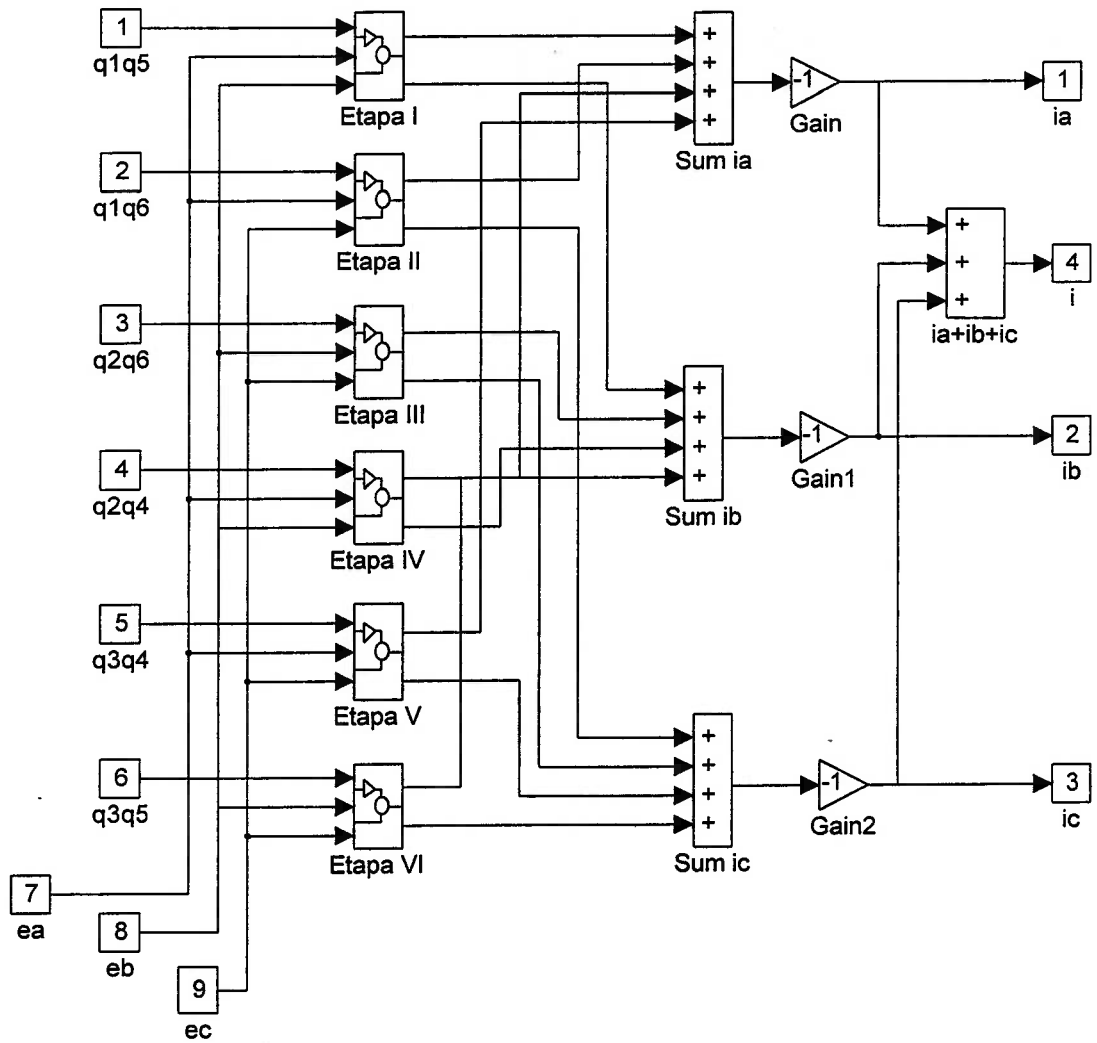 1
q1q5
Etapa I
+
+
+
+
Sum ia
-1
Gain
1
ia
2
q1q6
Etapa II
+
+
+
ia+ib+ic
4
i
3
q2q6
Etapa III
+
+
+
+
Sum ib
-1
Gain1
2
ib
4
q2q4
Etapa IV
5
q3q4
Etapa V
6
q3q5
Etapa VI
+
+
+
+
Sum ic
-1
Gain2
3
ic
7
ea
8
eb
9
ec